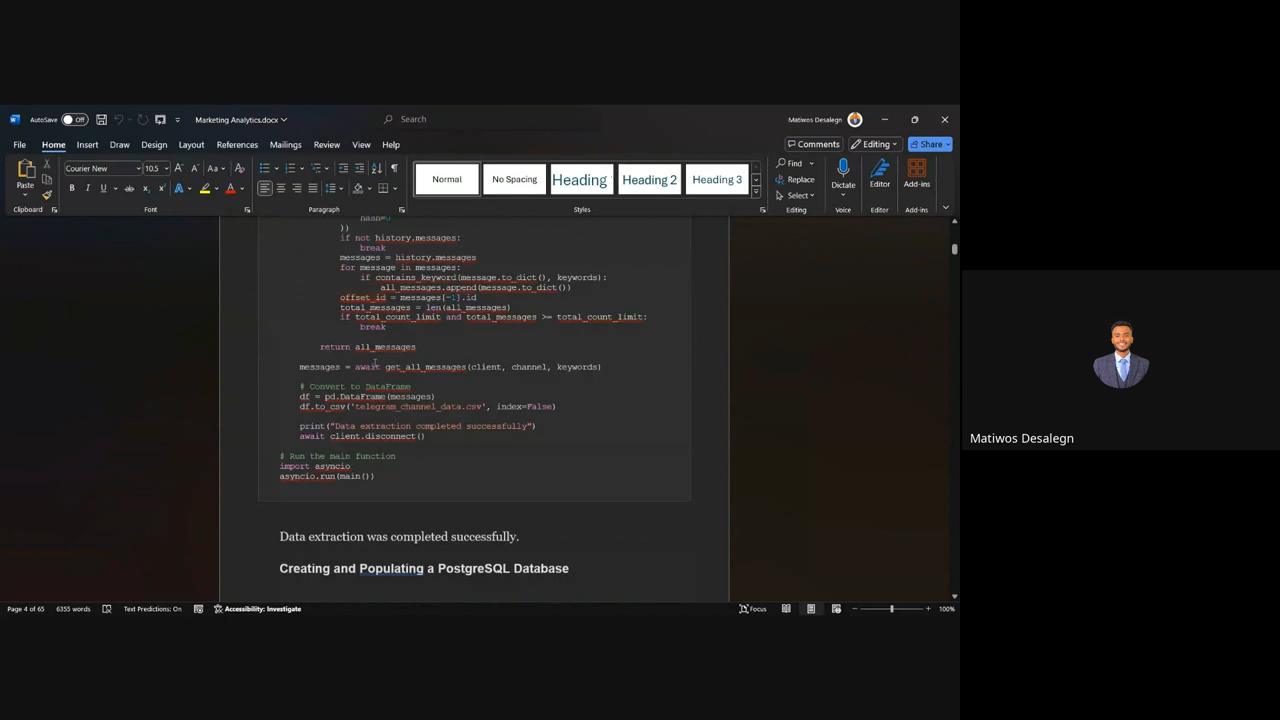 AutoSave
Off
Marketing Analytics.docx
Search
Matiwos Desalegn
File Home Insert Draw Design Layout References Mailings Review View Help
Comments
Editing
Share
Paste
Clipboard
Courier New
10.5
Font
Paragraph
Normal
No Spacing
Heading
Heading 2
Heading 3
Styles
Find
Replace
Select
Editing
Dictate
Voice
Editor
Editor
Add-ins
Add-ins
hash=0
))
if not history.messages:
break
messages = history.messages
for message in messages:
if contains_keyword(message.to_dict(), keywords):
all_messages.append(message.to_dict())
offset_id = messages[-1].id
total_messages = len(all_messages)
if total_count_limit and total_messages >= total_count_limit:
break
return all_messages
messages = await get_all_messages(client, channel, keywords)
# Convert to DataFrame
df = pd.DataFrame(messages)
df.to_csv('telegram_channel_data.csv', index=False)
print("Data extraction completed successfully")
await client.disconnect()
# Run the main function
import asyncio
asyncio.run(main())
Data extraction was completed successfully.
Creating and Populating a PostgreSQL Database
Page 4 of 65
6355 words
Text Predictions: On
Accessibility: Investigate
Focus
100%
Matiwos Desalegn